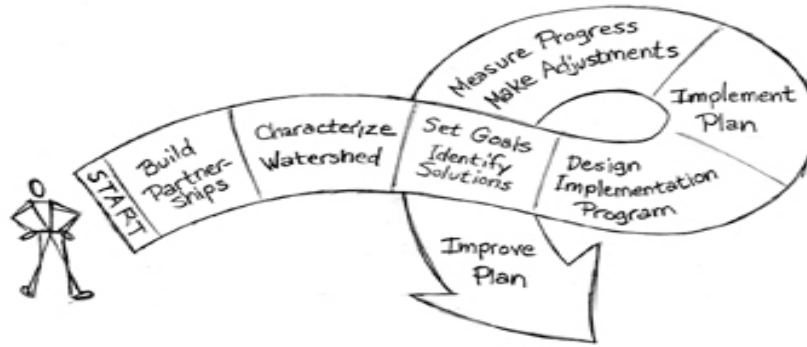 START
Build
Partner-
ships
Characterize
Watershed
Set Goals
Identify
Solutions
Design
Implementation
Program
Implement
Plan
Measure Progress
Make Adjustments
Improve
Plan